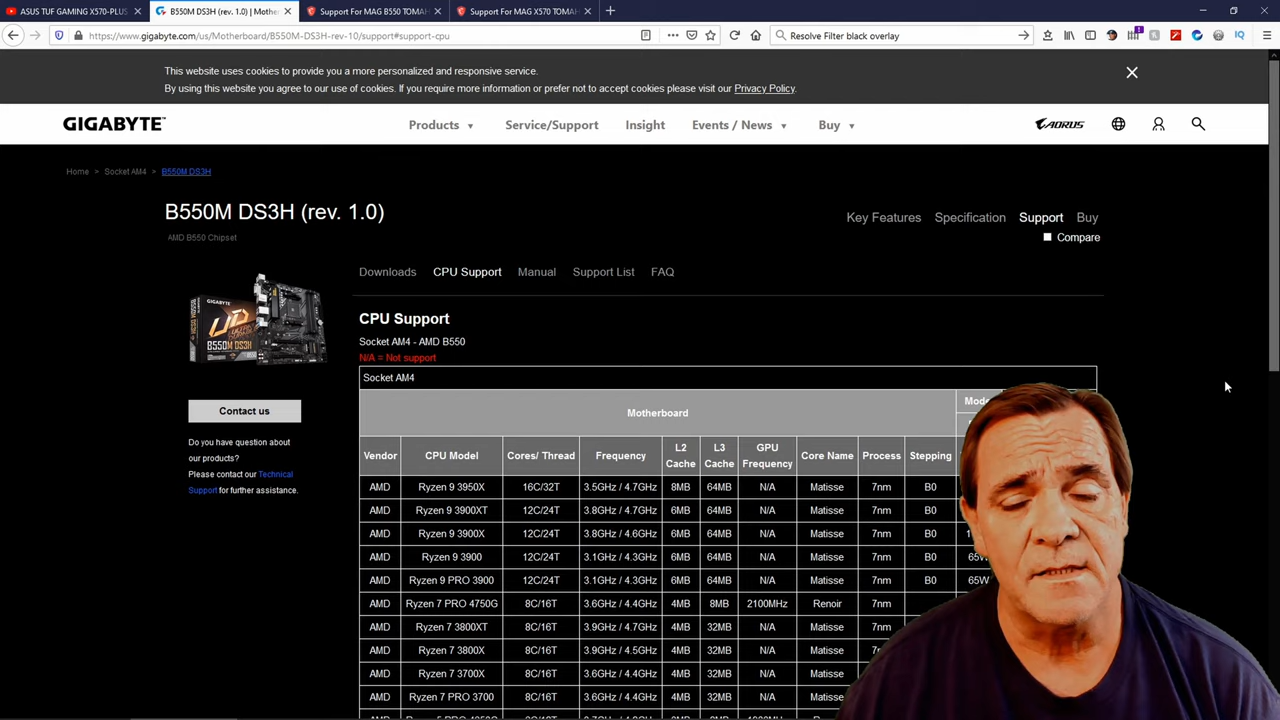 ASUS TUF GAMING X570-PLUS
B550M DS3H (rev. 1.0) | Mother
Support For MAG B550 TOMAH
Support For MAG X570 TOMAH
https://www.gigabyte.com/us/Motherboard/B550M-DS3H-rev-10/support#support-cpu
Resolve Filter black overlay
This website uses cookies to provide you a more personalized and responsive service.
By using this website you agree to our use of cookies. If you require more information or prefer not to accept cookies please visit our Privacy Policy.
GIGABYTE™
Products
Service/Support
Insight
Events / News
Buy
AORUS
Home > Socket AM4 > B550M DS3H
B550M DS3H (rev. 1.0)
AMD B550 Chipset
Key Features Specification Support Buy
Compare
Downloads CPU Support Manual Support List FAQ
GIGABYTE
B550M DS3H
Contact us
Do you have question about
our products?
Please contact our Technical
Support for further assistance.
CPU Support
Socket AM4 - AMD B550
N/A = Not support
Socket AM4
Motherboard
Vendor CPU Model Cores/ Thread Frequency L2 Cache L3 Cache GPU Frequency Core Name Process Stepping
AMD Ryzen 9 3950X 16C/32T 3.5GHz / 4.7GHz 8MB 64MB N/A Matisse 7nm B0
AMD Ryzen 9 3900XT 12C/24T 3.8GHz / 4.7GHz 6MB 64MB N/A Matisse 7nm B0
AMD Ryzen 9 3900X 12C/24T 3.8GHz / 4.6GHz 6MB 64MB N/A Matisse 7nm B0
AMD Ryzen 9 3900 12C/24T 3.1GHz / 4.3GHz 6MB 64MB N/A Matisse 7nm B0 65W
AMD Ryzen 9 PRO 3900 12C/24T 3.1GHz / 4.3GHz 6MB 64MB N/A Matisse 7nm B0 65W
AMD Ryzen 7 PRO 4750G 8C/16T 3.6GHz / 4.4GHz 4MB 8MB 2100MHz Renoir 7nm
AMD Ryzen 7 3800XT 8C/16T 3.9GHz / 4.7GHz 4MB 32MB N/A Matisse 7nm
AMD Ryzen 7 3800X 8C/16T 3.9GHz / 4.5GHz 4MB 32MB N/A Matisse
AMD Ryzen 7 3700X 8C/16T 3.6GHz / 4.4GHz 4MB 32MB N/A Matisse
AMD Ryzen 7 PRO 3700 8C/16T 3.6GHz / 4.4GHz 4MB 32MB N/A Matisse